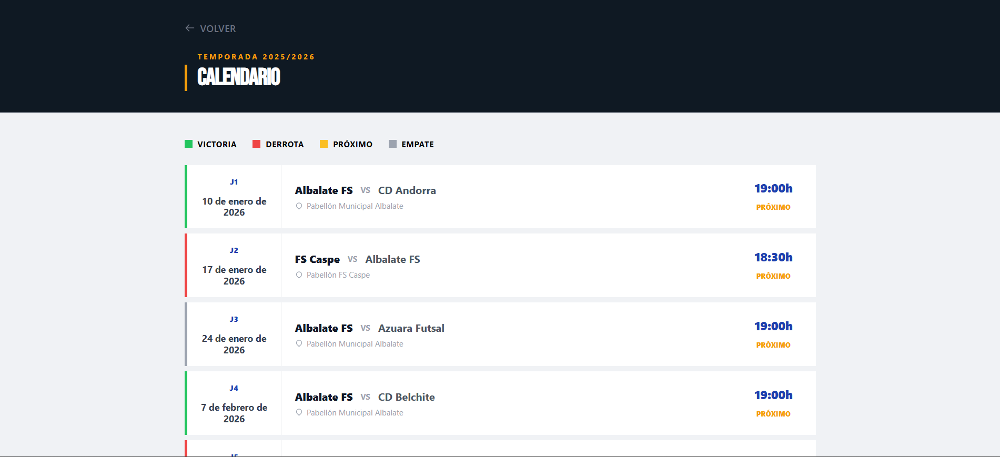 VOLVER
TEMPORADA 2025/2026
CALENDARIO
VICTORIA DERROTA PRÓXIMO EMPATE
J1
10 de enero de
2026
Albalate FS VS CD Andorra
Pabellón Municipal Albalate
19:00h
PRÓXIMO
J2
17 de enero de
2026
FS Caspe VS Albalate FS
Pabellón FS Caspe
18:30h
PRÓXIMO
J3
24 de enero de
2026
Albalate FS VS Azuara Futsal
Pabellón Municipal Albalate
19:00h
PRÓXIMO
J4
7 de febrero de
2026
Albalate FS VS CD Belchite
Pabellón Municipal Albalate
19:00h
PRÓXIMO